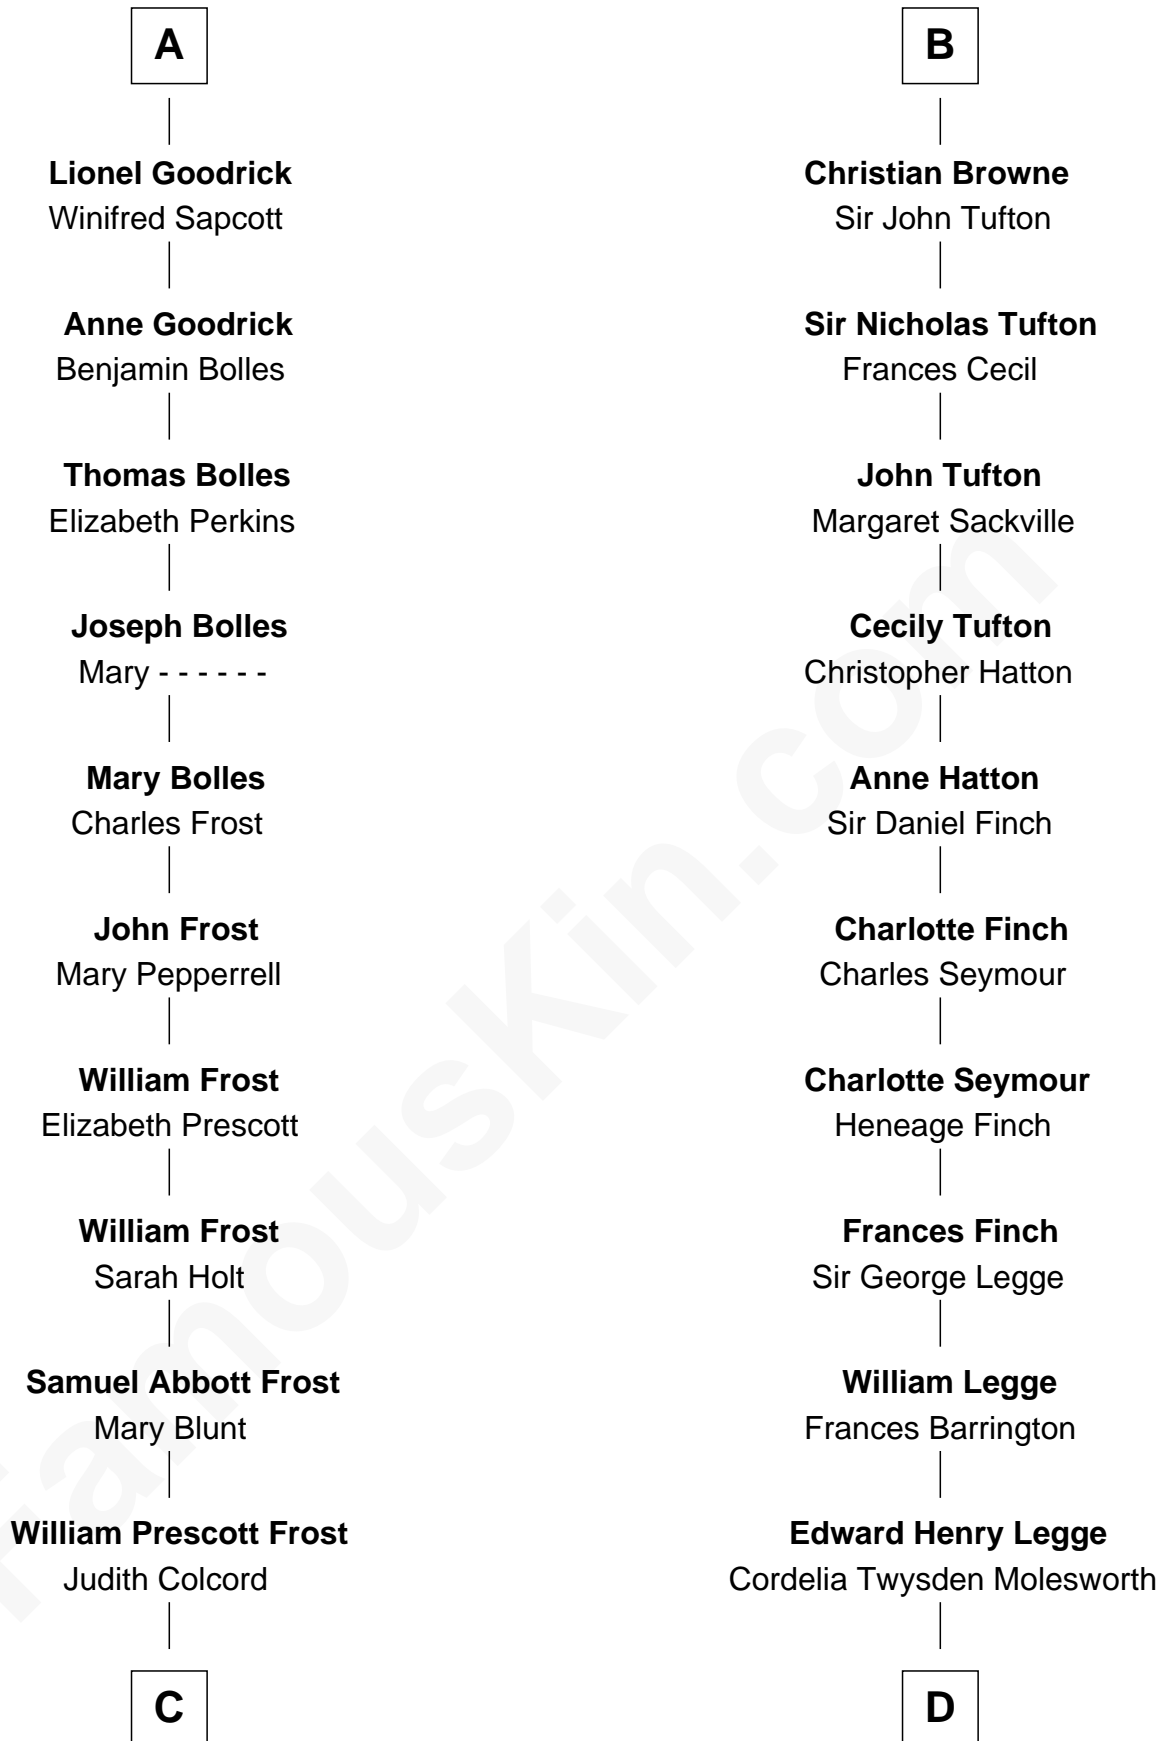 A
Lionel Goodrick
Winifred Sapcott
Anne Goodrick
Benjamin Bolles
Thomas Bolles
Elizabeth Perkins
Joseph Bolles
Mary - - - - - -
Mary Bolles
Charles Frost
John Frost
Mary Pepperrell
William Frost
Elizabeth Prescott
William Frost
Sarah Holt
Samuel Abbott Frost
Mary Blunt
William Prescott Frost
Judith Colcord
C
B
Christian Browne
Sir John Tufton
Sir Nicholas Tufton
Frances Cecil
John Tufton
Margaret Sackville
Cecily Tufton
Christopher Hatton
Anne Hatton
Sir Daniel Finch
Charlotte Finch
Charles Seymour
Charlotte Seymour
Heneage Finch
Frances Finch
Sir George Legge
William Legge
Frances Barrington
Edward Henry Legge
Cordelia Twysden Molesworth
D
FamousKin.com